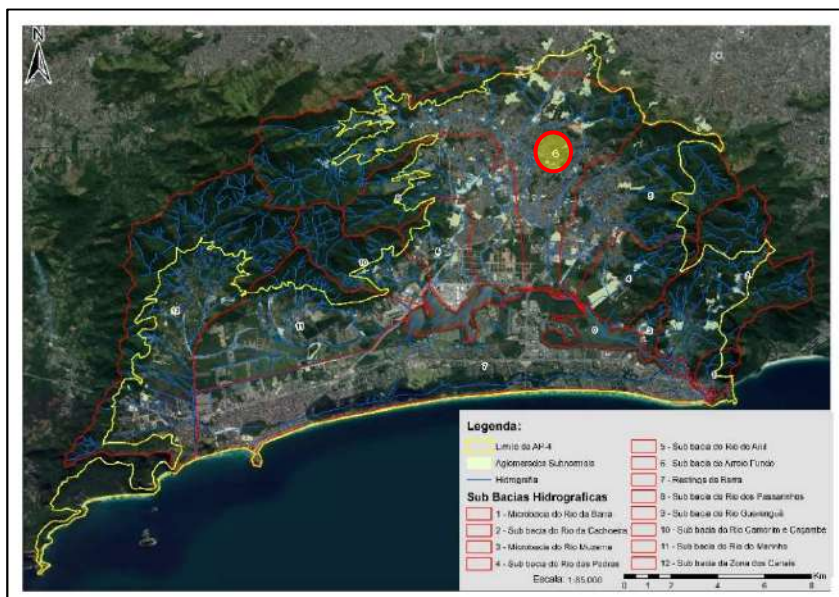 N
6
9
10
12
11
7
4
3
Legenda:
Limite da AP-4
Aglomerados Subnormais
Hidrografia
Sub Bacias Hidrograficas
1 - Microbacia do Rio da Barra
2 - Sub bacia do Rio da Cachoeira
3 - Microbacia do Rio Muzema
4 - Sub bacia do Rio das Pedras
5 - Sub bacia do Rio do Anil
6 - Sub bacia do Arroio Fundo
7 - Restinga da Barra
8 - Sub bacia do Rio dos Passarinhos
9 - Sub bacia do Rio Guerenguê
10 - Sub bacia do Rio Camorim e Caçambe
11 - Sub bacia do Rio do Marinho
12 - Sub bacia da Zona dos Canais
Escala: 1:85.000
0 1 2 4 6 8
Km